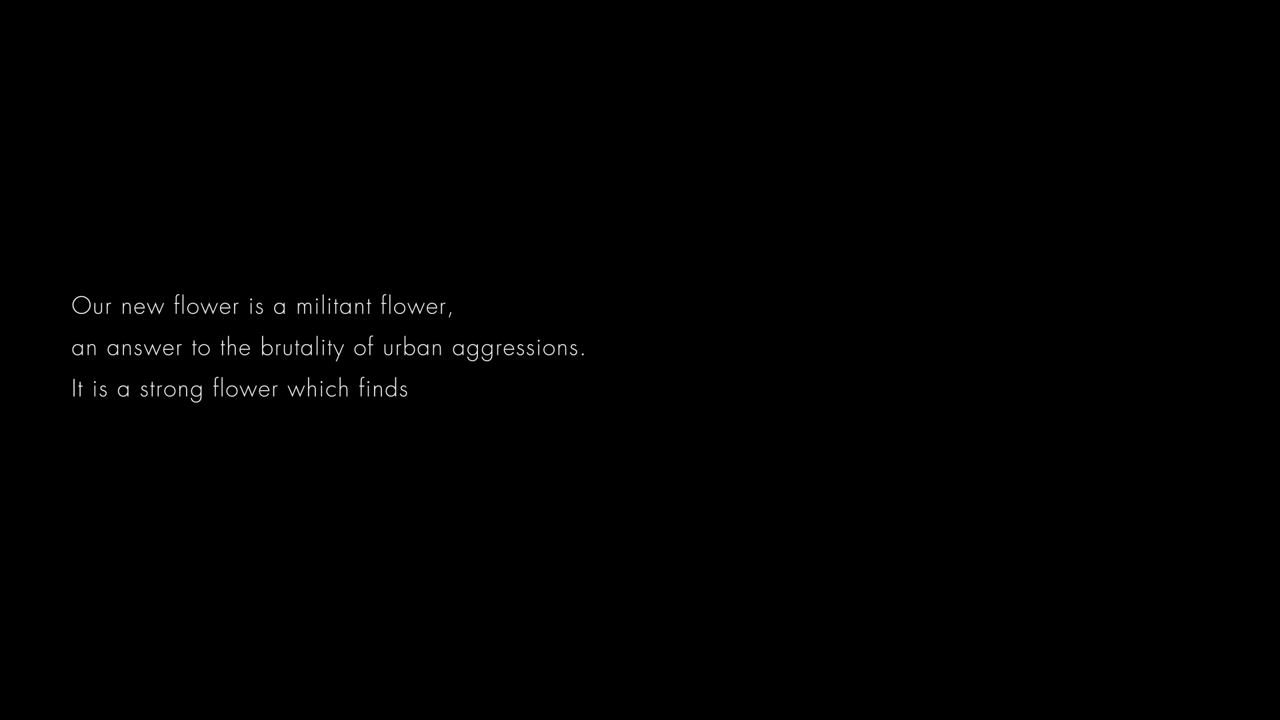 Our new flower is a militant flower,
an answer to the brutality of urban aggressions.
It is a strong flower which finds